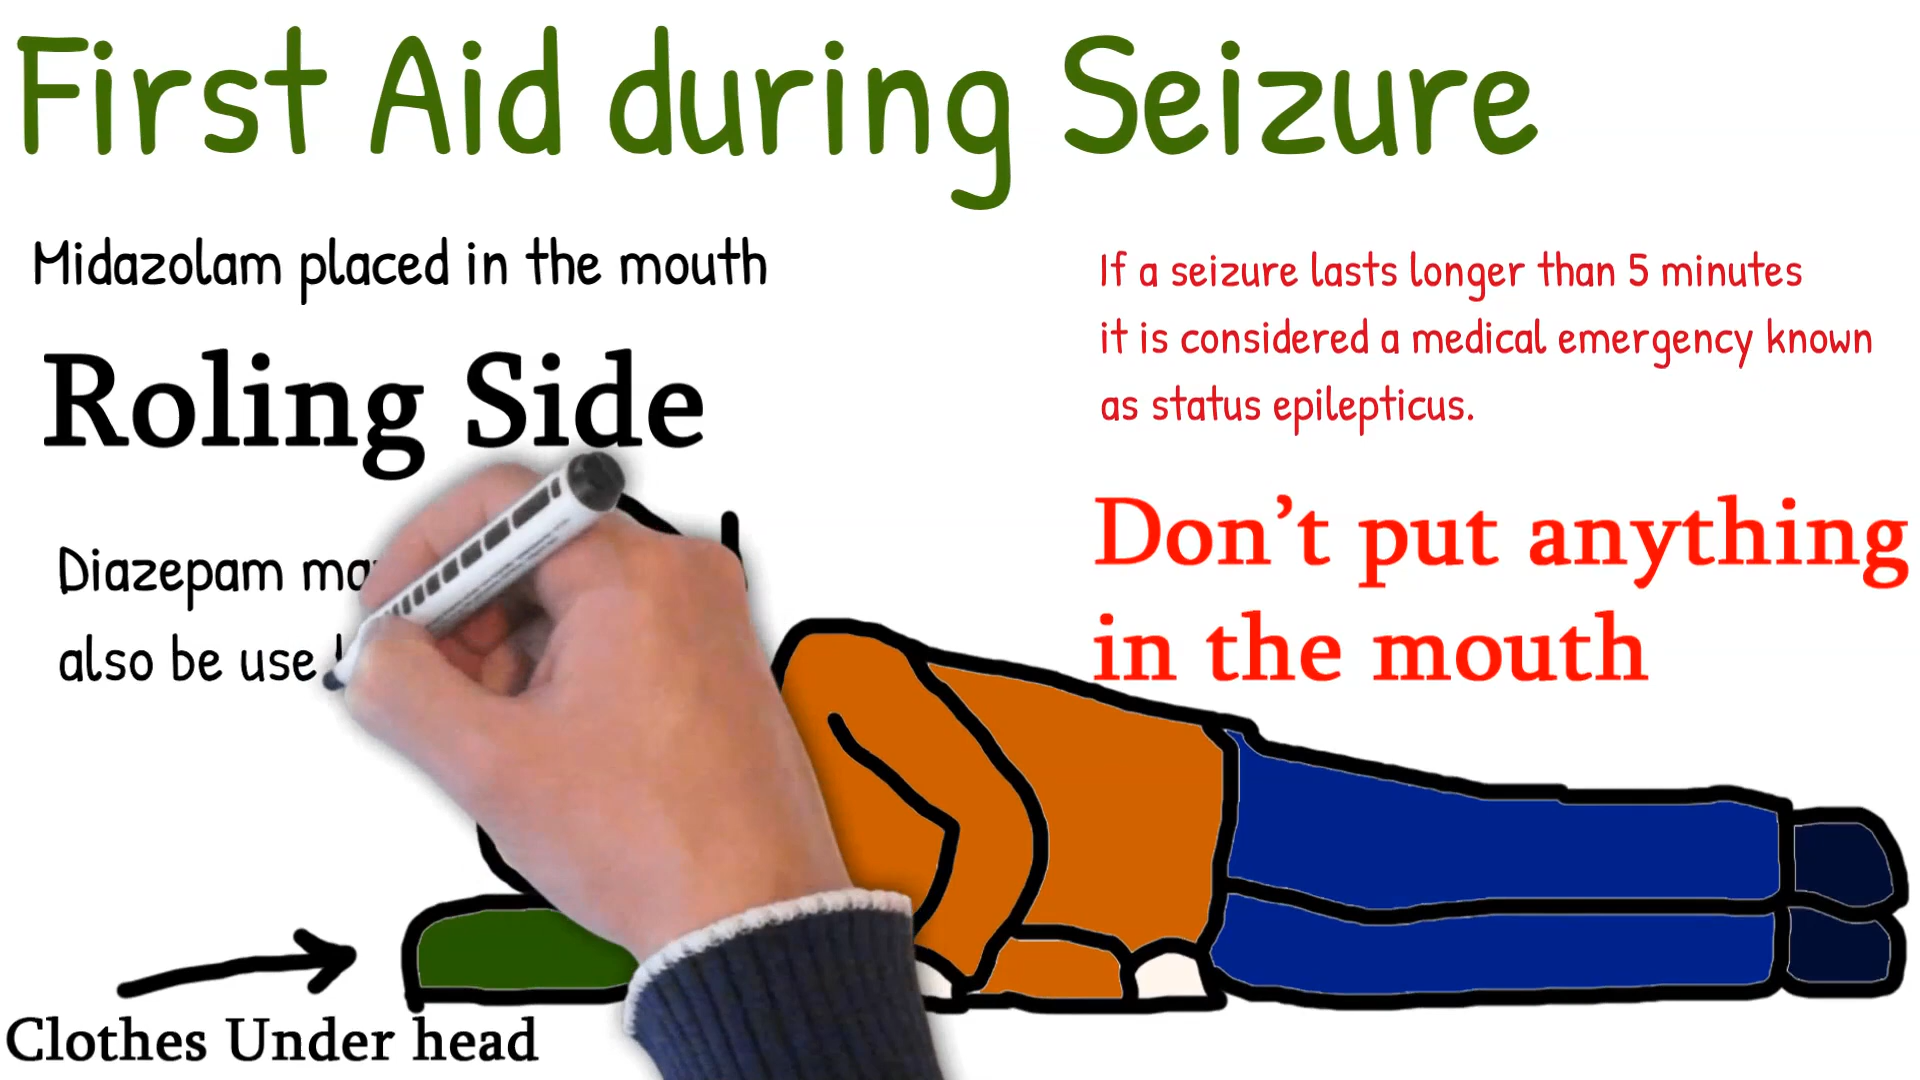 First Aid during Seizure
Midazolam placed in the mouth
Roling Side
Diazepam
also be use
Clothes Under head
If a seizure lasts longer than 5 minutes
it is considered a medical emergency known
as status epilepticus.
Don't put anything
in the mouth